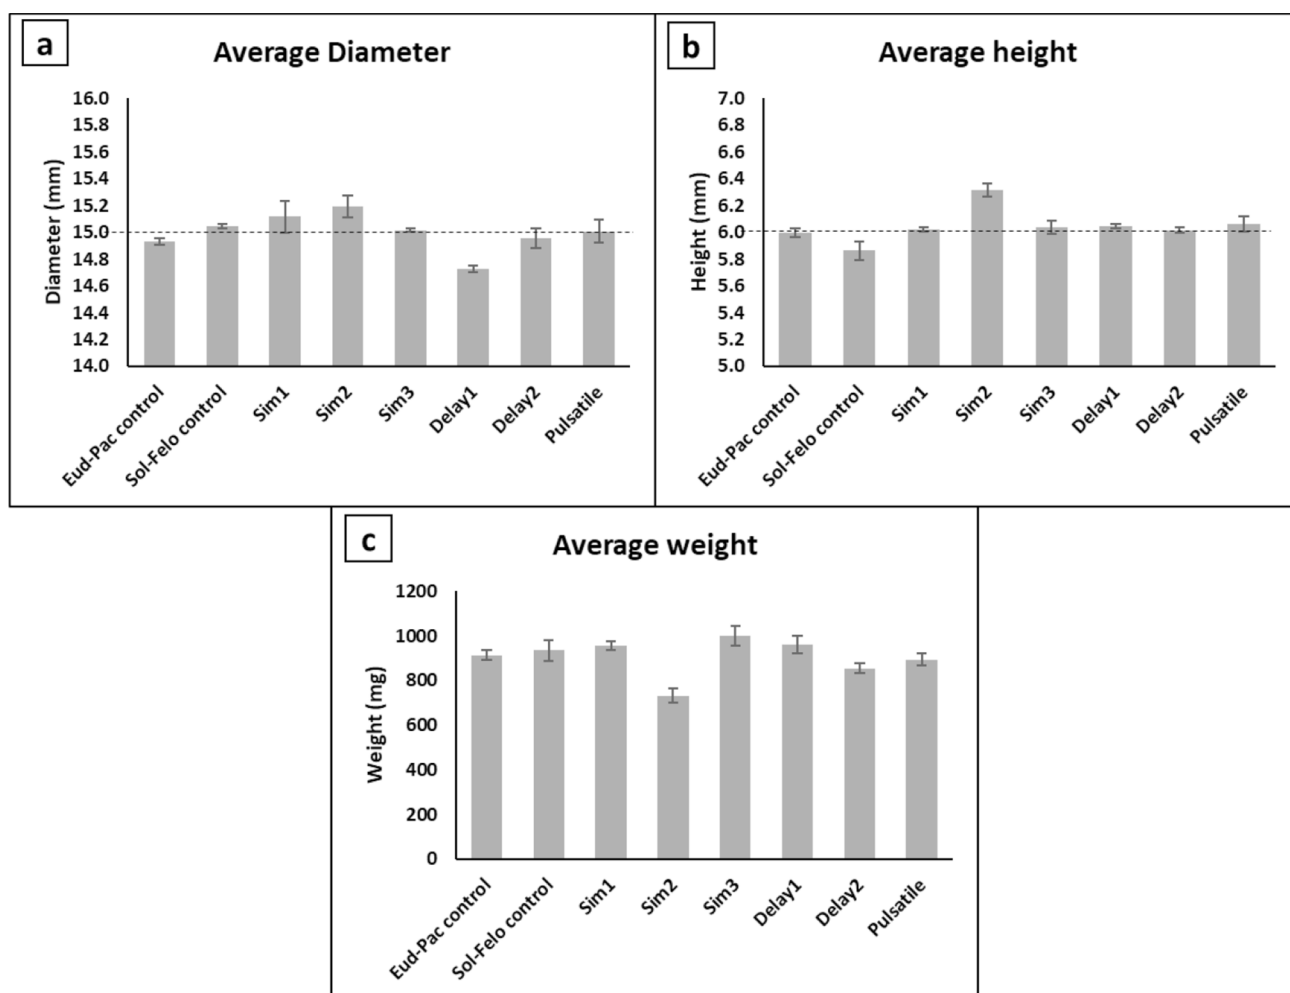 a
Average Diameter
Diameter (mm)
16.0
15.8
15.6
15.4
15.2
15.0
14.8
14.6
14.4
14.2
14.0
Eud-Pac control
Sol-Felo control
Sim1
Sim2
Sim3
Delay1
Delay2
Pulsatile
b
Average height
Height (mm)
7.0
6.8
6.6
6.4
6.2
6.0
5.8
5.6
5.4
5.2
5.0
Eud-Pac control
Sol-Felo control
Sim1
Sim2
Sim3
Delay1
Delay2
Pulsatile
c
Average weight
Weight (mg)
1200
1000
800
600
400
200
0
Eud-Pac control
Sol-Felo control
Sim1
Sim2
Sim3
Delay1
Delay2
Pulsatile